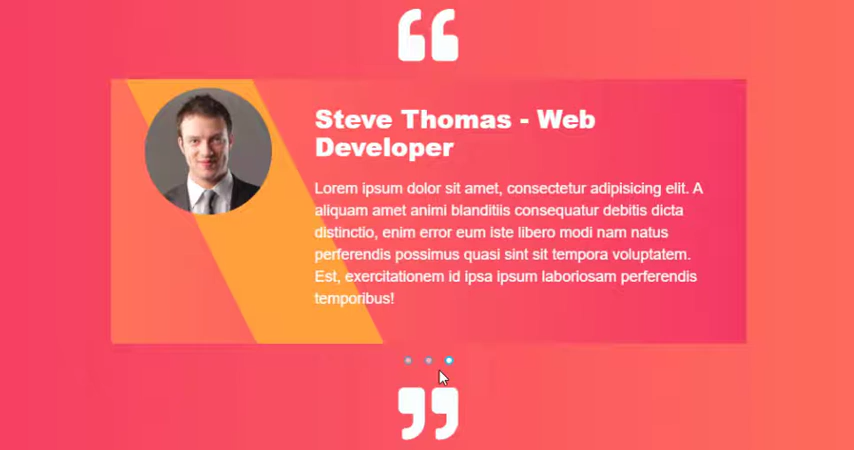 “
Steve Thomas - Web
Developer
Lorem ipsum dolor sit amet, consectetur adipisicing elit. A
aliquam amet animi blanditiis consequatur debitis dicta
distinctio, enim error eum iste libero modi nam natus
perferendis possimus quasi sint sit tempora voluptatem.
Est, exercitationem id ipsa ipsum laboriosam perferendis
temporibus!
”